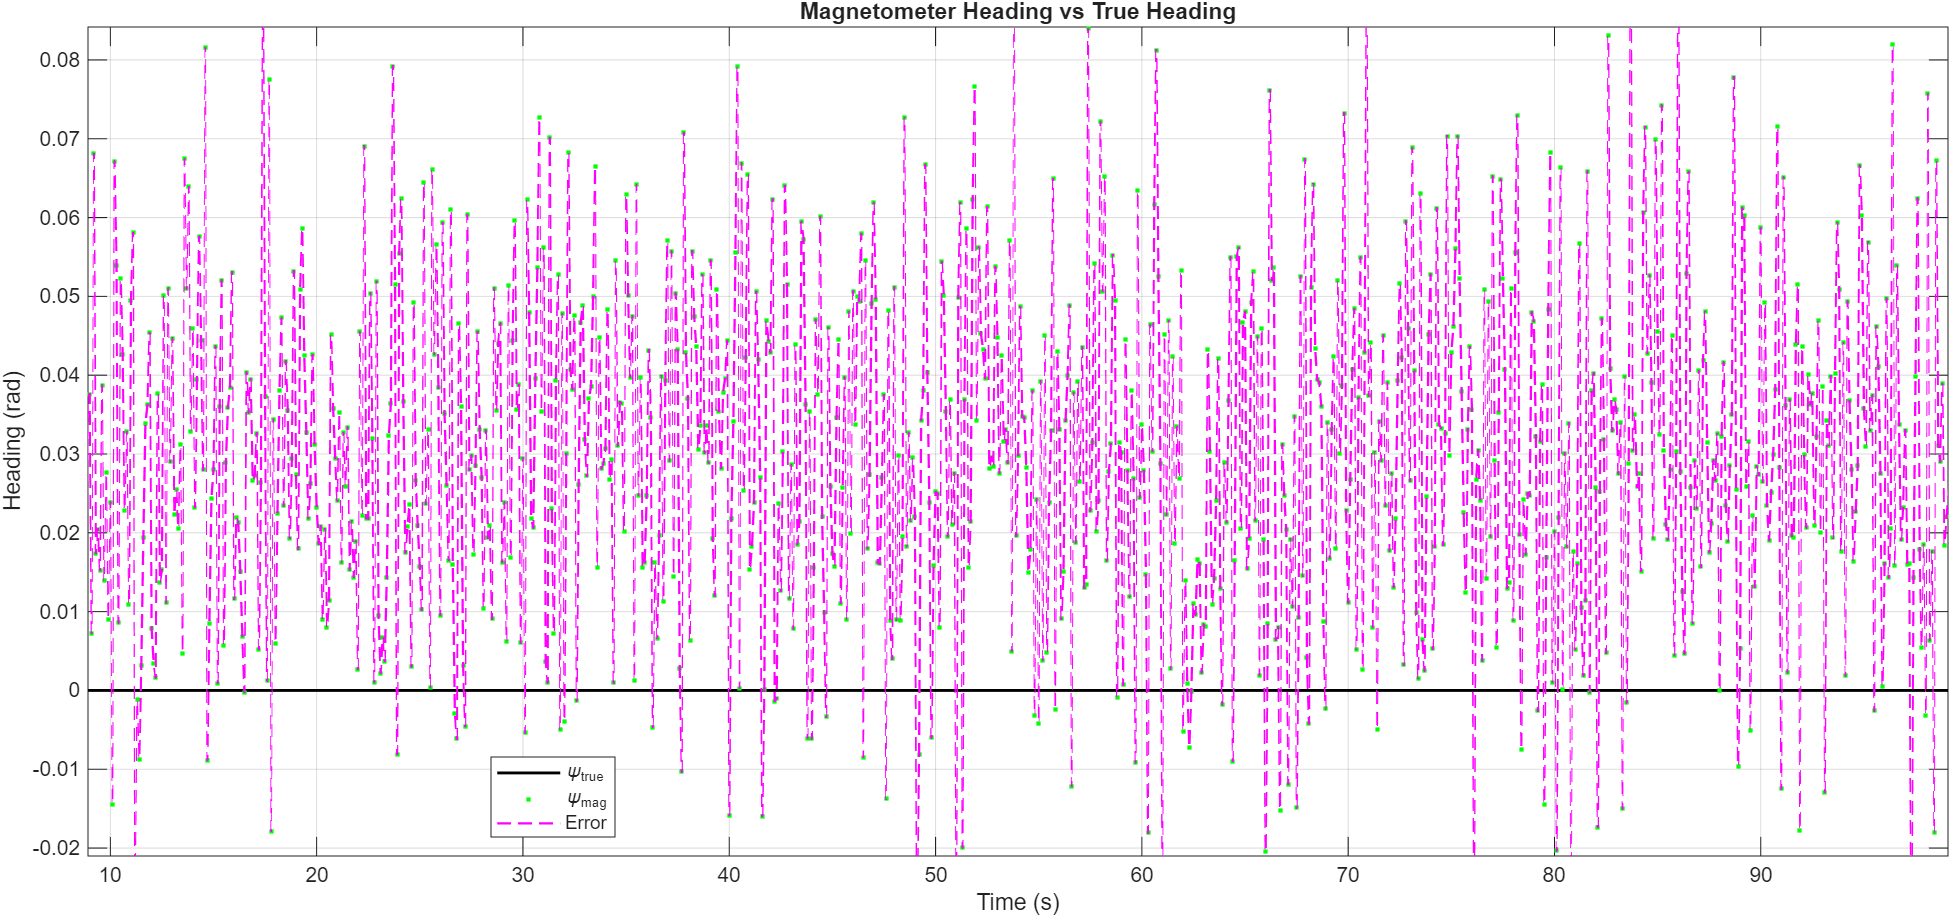 Magnetometer Heading vs True Heading
Heading (rad)
0.08
0.07
0.06
0.05
0.04
0.03
0.02
0.01
0
-0.01
-0.02
ψtrue
ψmag
Error
10 20 30 40 50 60 70 80 90
Time (s)